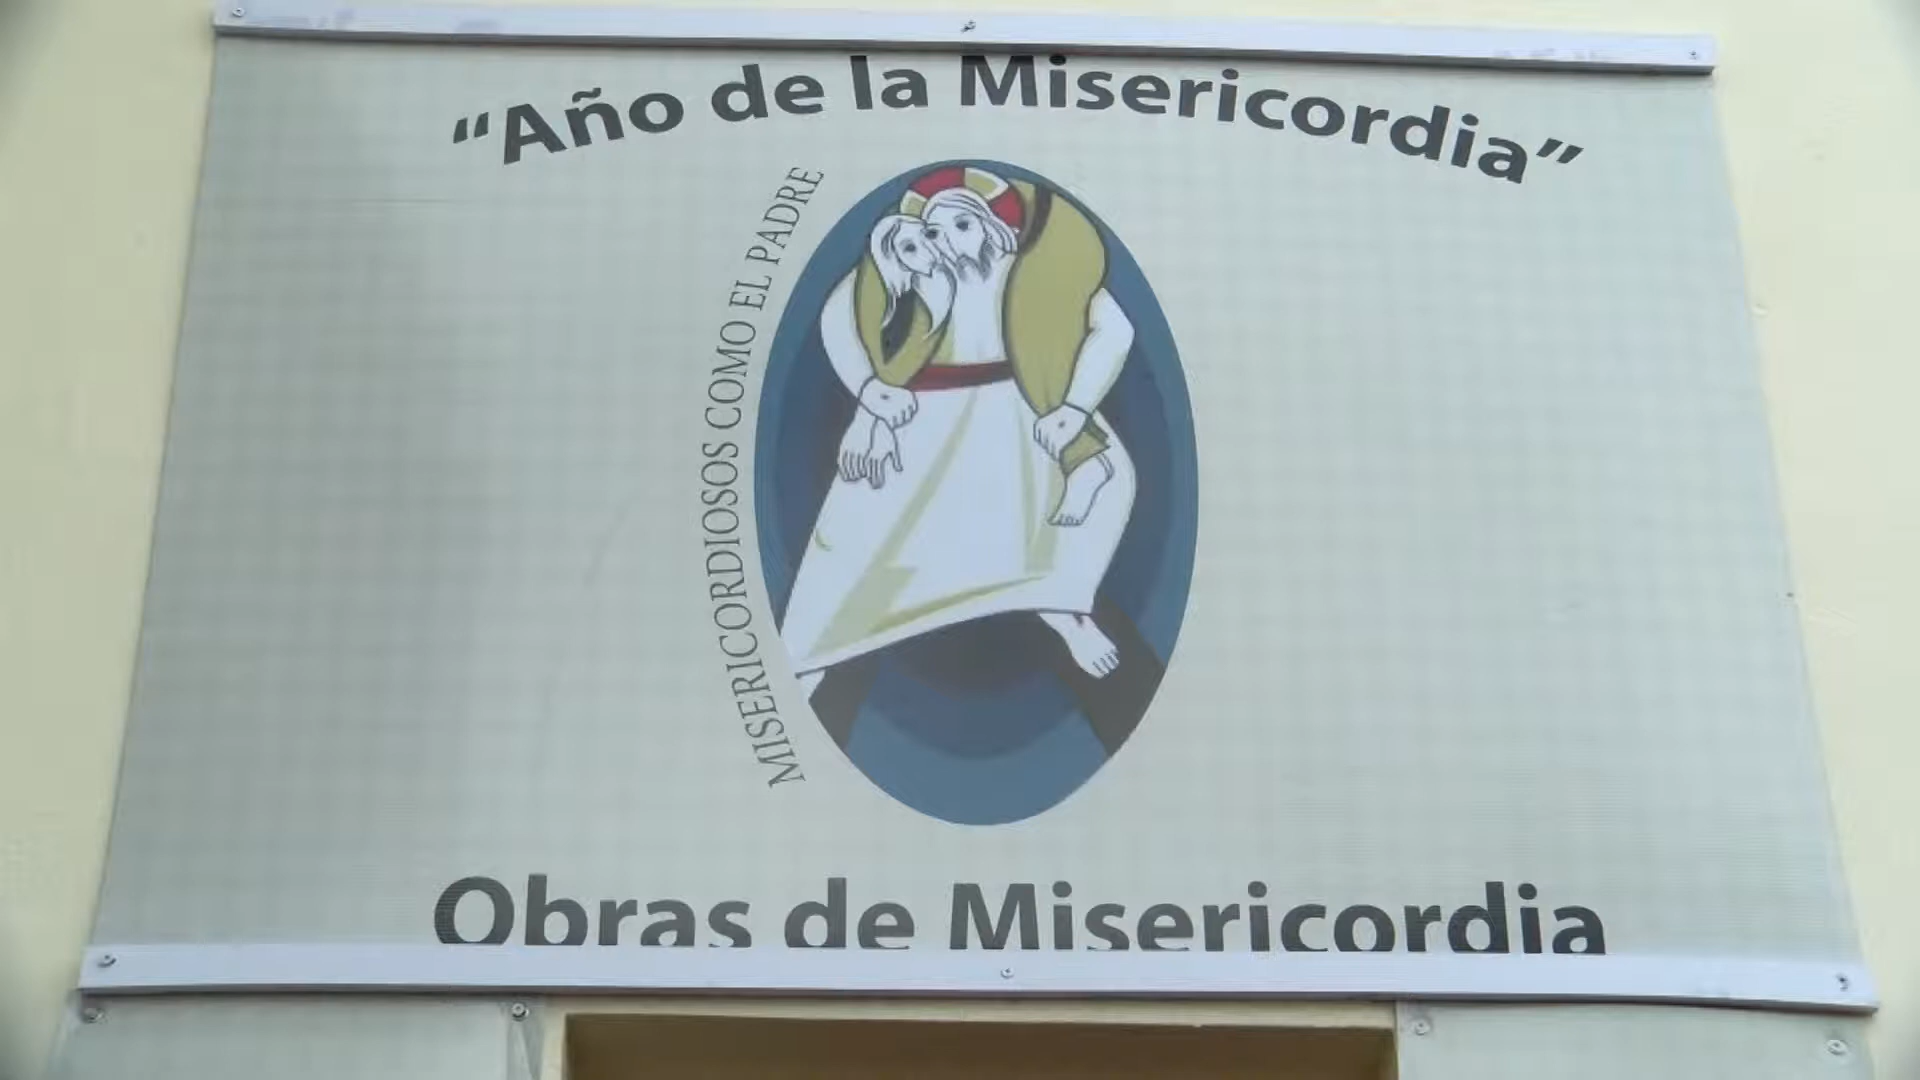 “Año de la Misericordia”
MISERICORDIOSOS COMO EL PADRE
Obras de Misericordia